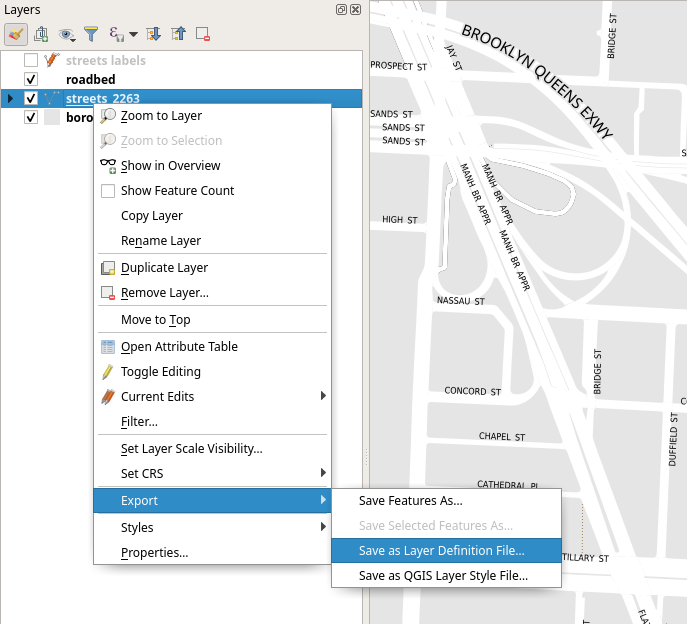 Layers
streets labels
roadbed
streets_2263
boro
Zoom to Layer
Zoom to Selection
Show in Overview
Show Feature Count
Copy Layer
Rename Layer
Duplicate Layer
Remove Layer...
Move to Top
Open Attribute Table
Toggle Editing
Current Edits
Filter...
Set Layer Scale Visibility...
Set CRS
Export
Styles
Properties...
Save Features As...
Save Selected Features As...
Save as Layer Definition File...
Save as QGIS Layer Style File...
BROOKLYN QUEENS EXWY
BRIDGE ST
JAY ST
PROSPECT ST
SANDS ST
SANDS ST
SANDS ST
S
MANH BR APPR
MANH BR APPR
HIGH ST
MANH BR APPR
NASSAU ST
BRIDGE ST
CONCORD ST
CO
DUFFIELD ST
CHAPEL ST
CATHEDRAL PL
TILLARY ST
ST
FLA